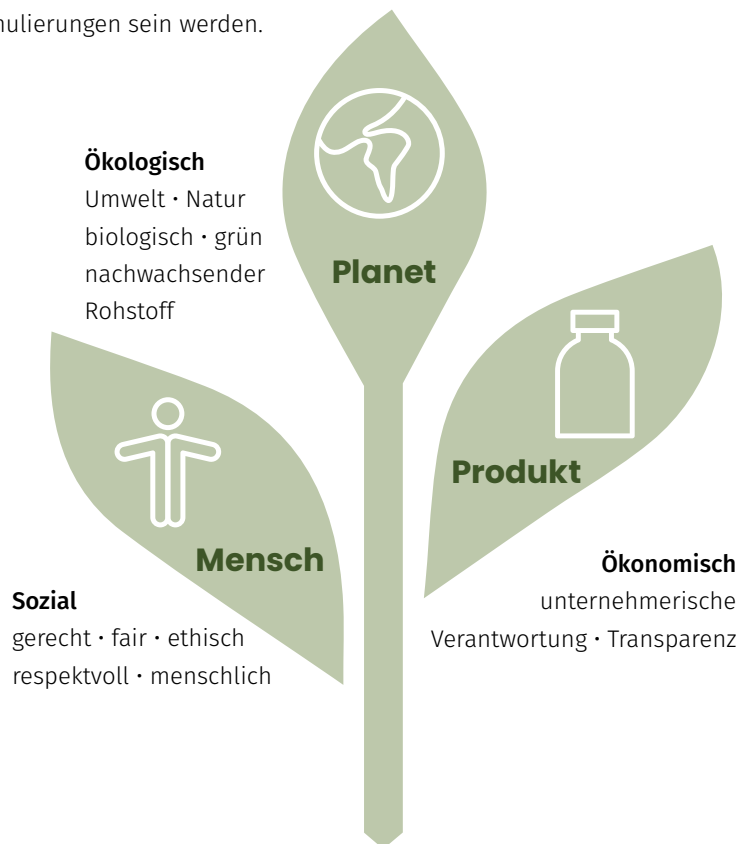 nulierungen sein werden.
Ökologisch
Umwelt · Natur
biologisch · grün
nachwachsender
Rohstoff
Planet
Produkt
Mensch
Ökonomisch
unternehmerische
Verantwortung · Transparenz
Sozial
gerecht · fair · ethisch
respektvoll · menschlich